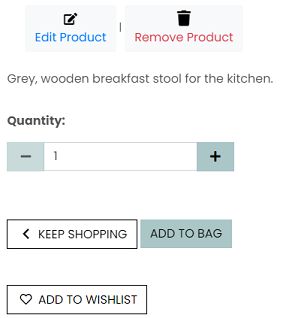 Edit Product | Remove Product
Grey, wooden breakfast stool for the kitchen.
Quantity:
− 1 +
KEEP SHOPPING ADD TO BAG
ADD TO WISHLIST